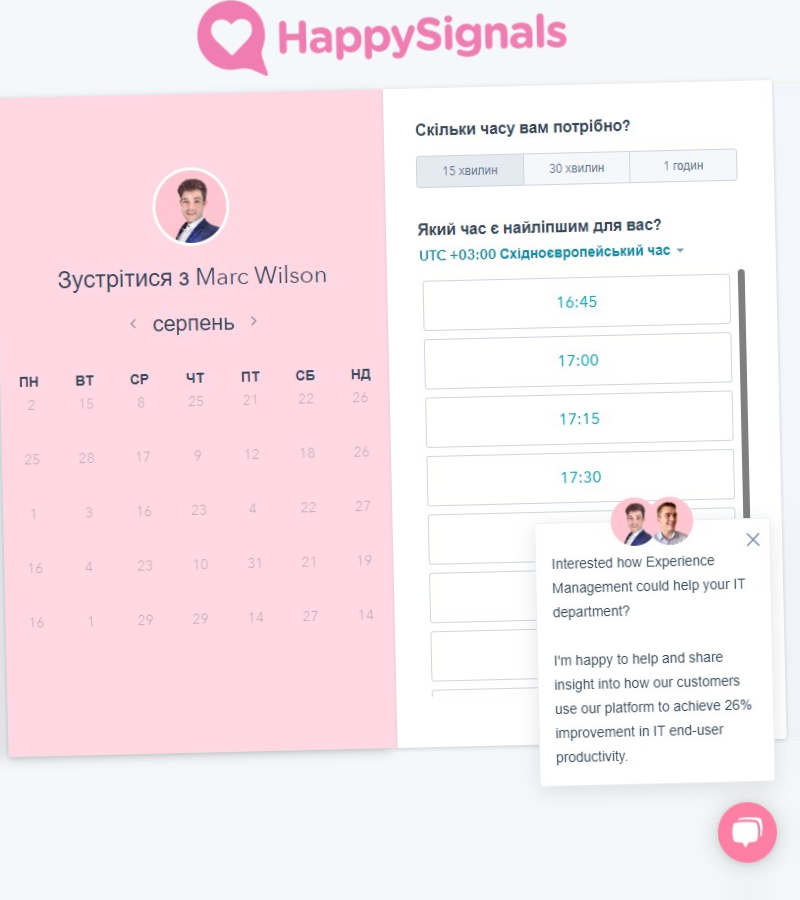 HappySignals
Зустрітися з Marc Wilson
серпень
ПН ВТ СР ЧТ ПТ СБ НД
2 15 8 25 21 22 26
25 28 17 9 12 18 26
1 3 16 23 4 22 27
16 4 23 10 31 21 19
16 1 29 29 14 27 14
Скільки часу вам потрібно?
15 хвилин 30 хвилин 1 годин
Який час є найліпшим для вас?
UTC +03:00 Східноєвропейський час
16:45
17:00
17:15
17:30
Interested how Experience
Management could help your IT
department?
I'm happy to help and share
insight into how our customers
use our platform to achieve 26%
improvement in IT end-user
productivity.